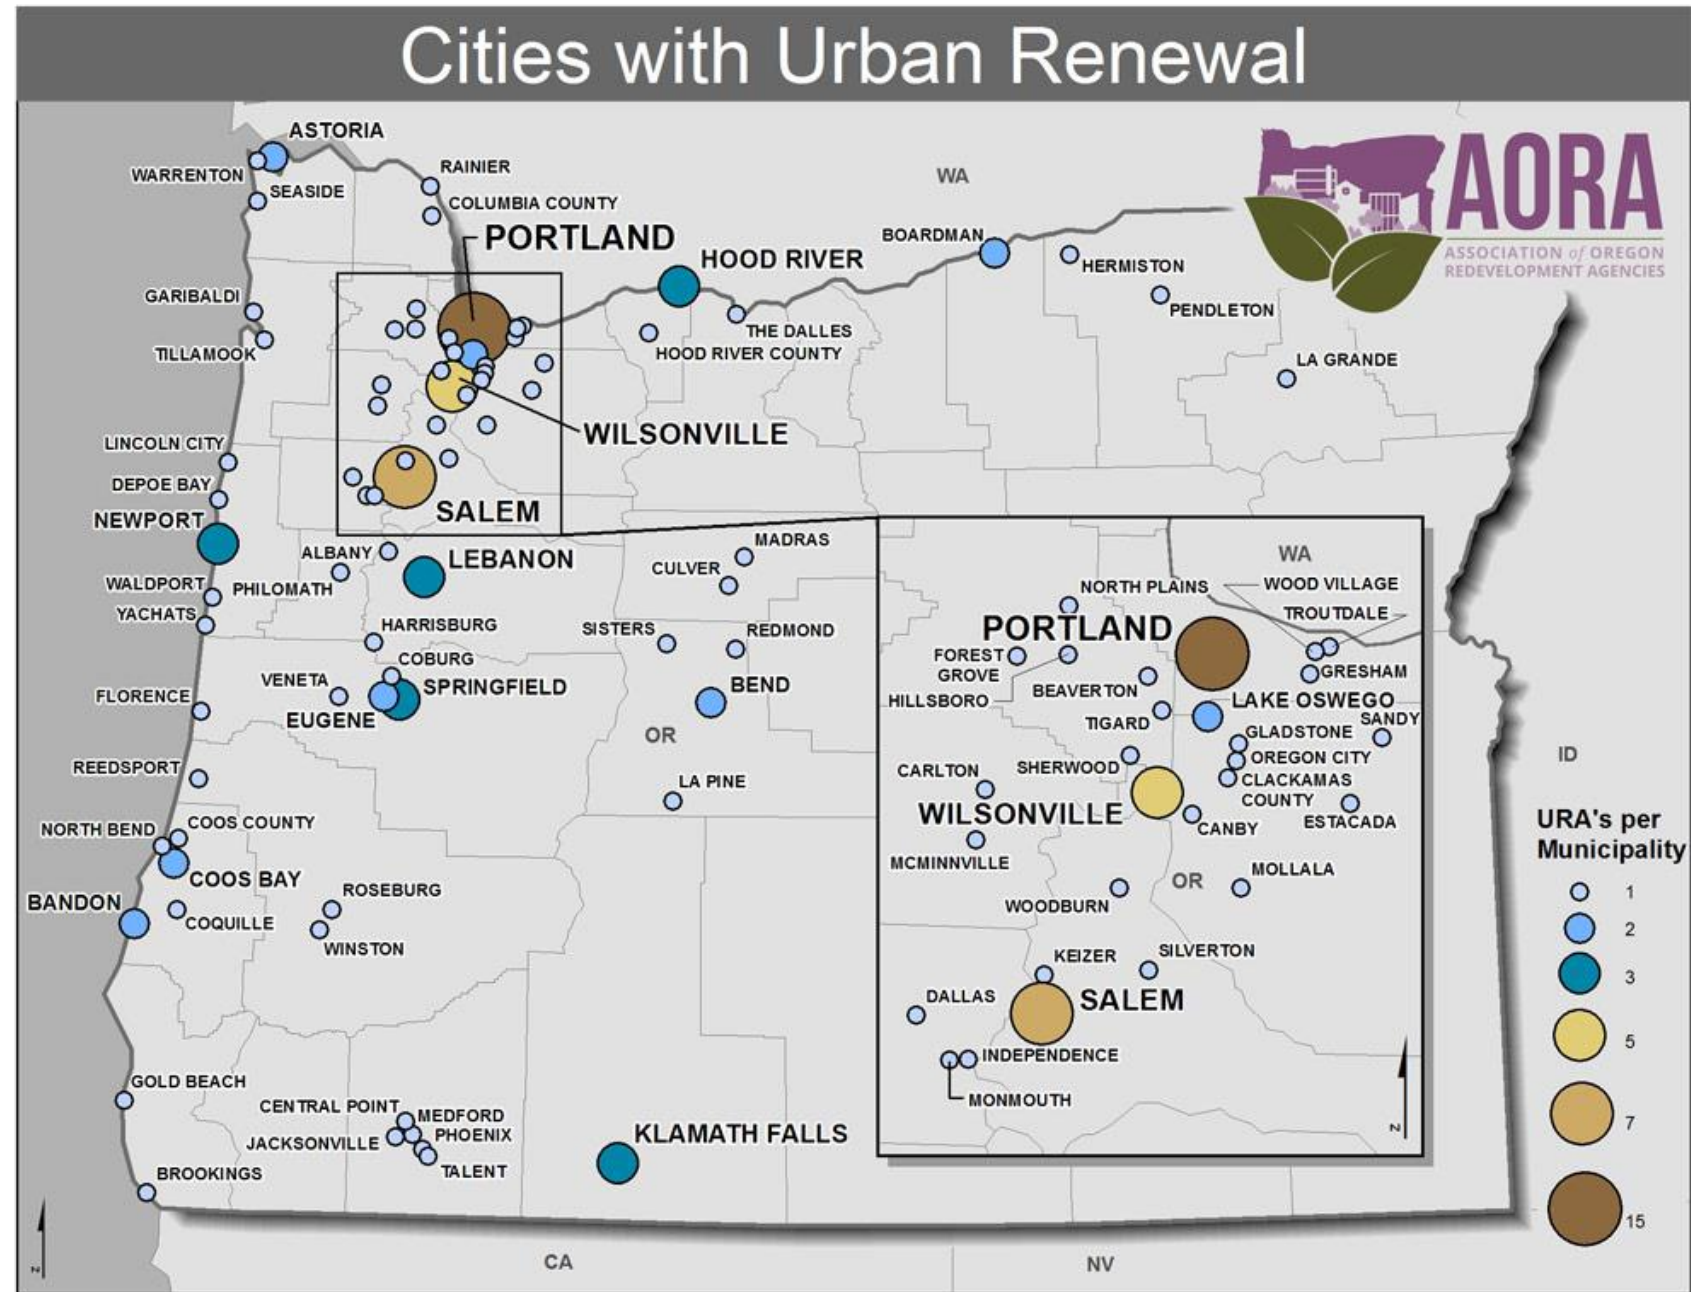 Cities with Urban Renewal
AORA
ASSOCIATION of OREGON
REDEVELOPMENT AGENCIES
WA
ASTORIA
WARRENTON
SEASIDE
RAINIER
COLUMBIA COUNTY
PORTLAND
HOOD RIVER
BOARDMAN
HERMISTON
PENDLETON
GARIBALDI
TILLAMOOK
THE DALLES
HOOD RIVER COUNTY
LA GRANDE
WILSONVILLE
LINCOLN CITY
DEPOE BAY
NEWPORT
SALEM
ALBANY
LEBANON
MADRAS
CULVER
WALDPORT
PHILOMATH
YACHATS
HARRISBURG
SISTERS
REDMOND
COBURG
VENETA
SPRINGFIELD
EUGENE
BEND
FLORENCE
OR
REEDSPORT
LA PINE
NORTH BEND
COOS COUNTY
COOS BAY
BANDON
COQUILLE
ROSEBURG
WINSTON
GOLD BEACH
CENTRAL POINT
MEDFORD
JACKSONVILLE
PHOENIX
TALENT
KLAMATH FALLS
BROOKINGS
N
CA
NV
ID
WA
NORTH PLAINS
WOOD VILLAGE
TROUTDALE
PORTLAND
FOREST
GROVE
HILLSBORO
BEAVERTON
GRESHAM
LAKE OSWEGO
TIGARD
SANDY
GLADSTONE
OREGON CITY
SHERWOOD
CLACKAMAS
COUNTY
CARLTON
WILSONVILLE
CANBY
ESTACADA
MCMINNVILLE
MOLLALA
OR
WOODBURN
KEIZER
SILVERTON
DALLAS
SALEM
INDEPENDENCE
MONMOUTH
N
URA's per
Municipality
1
2
3
5
7
15